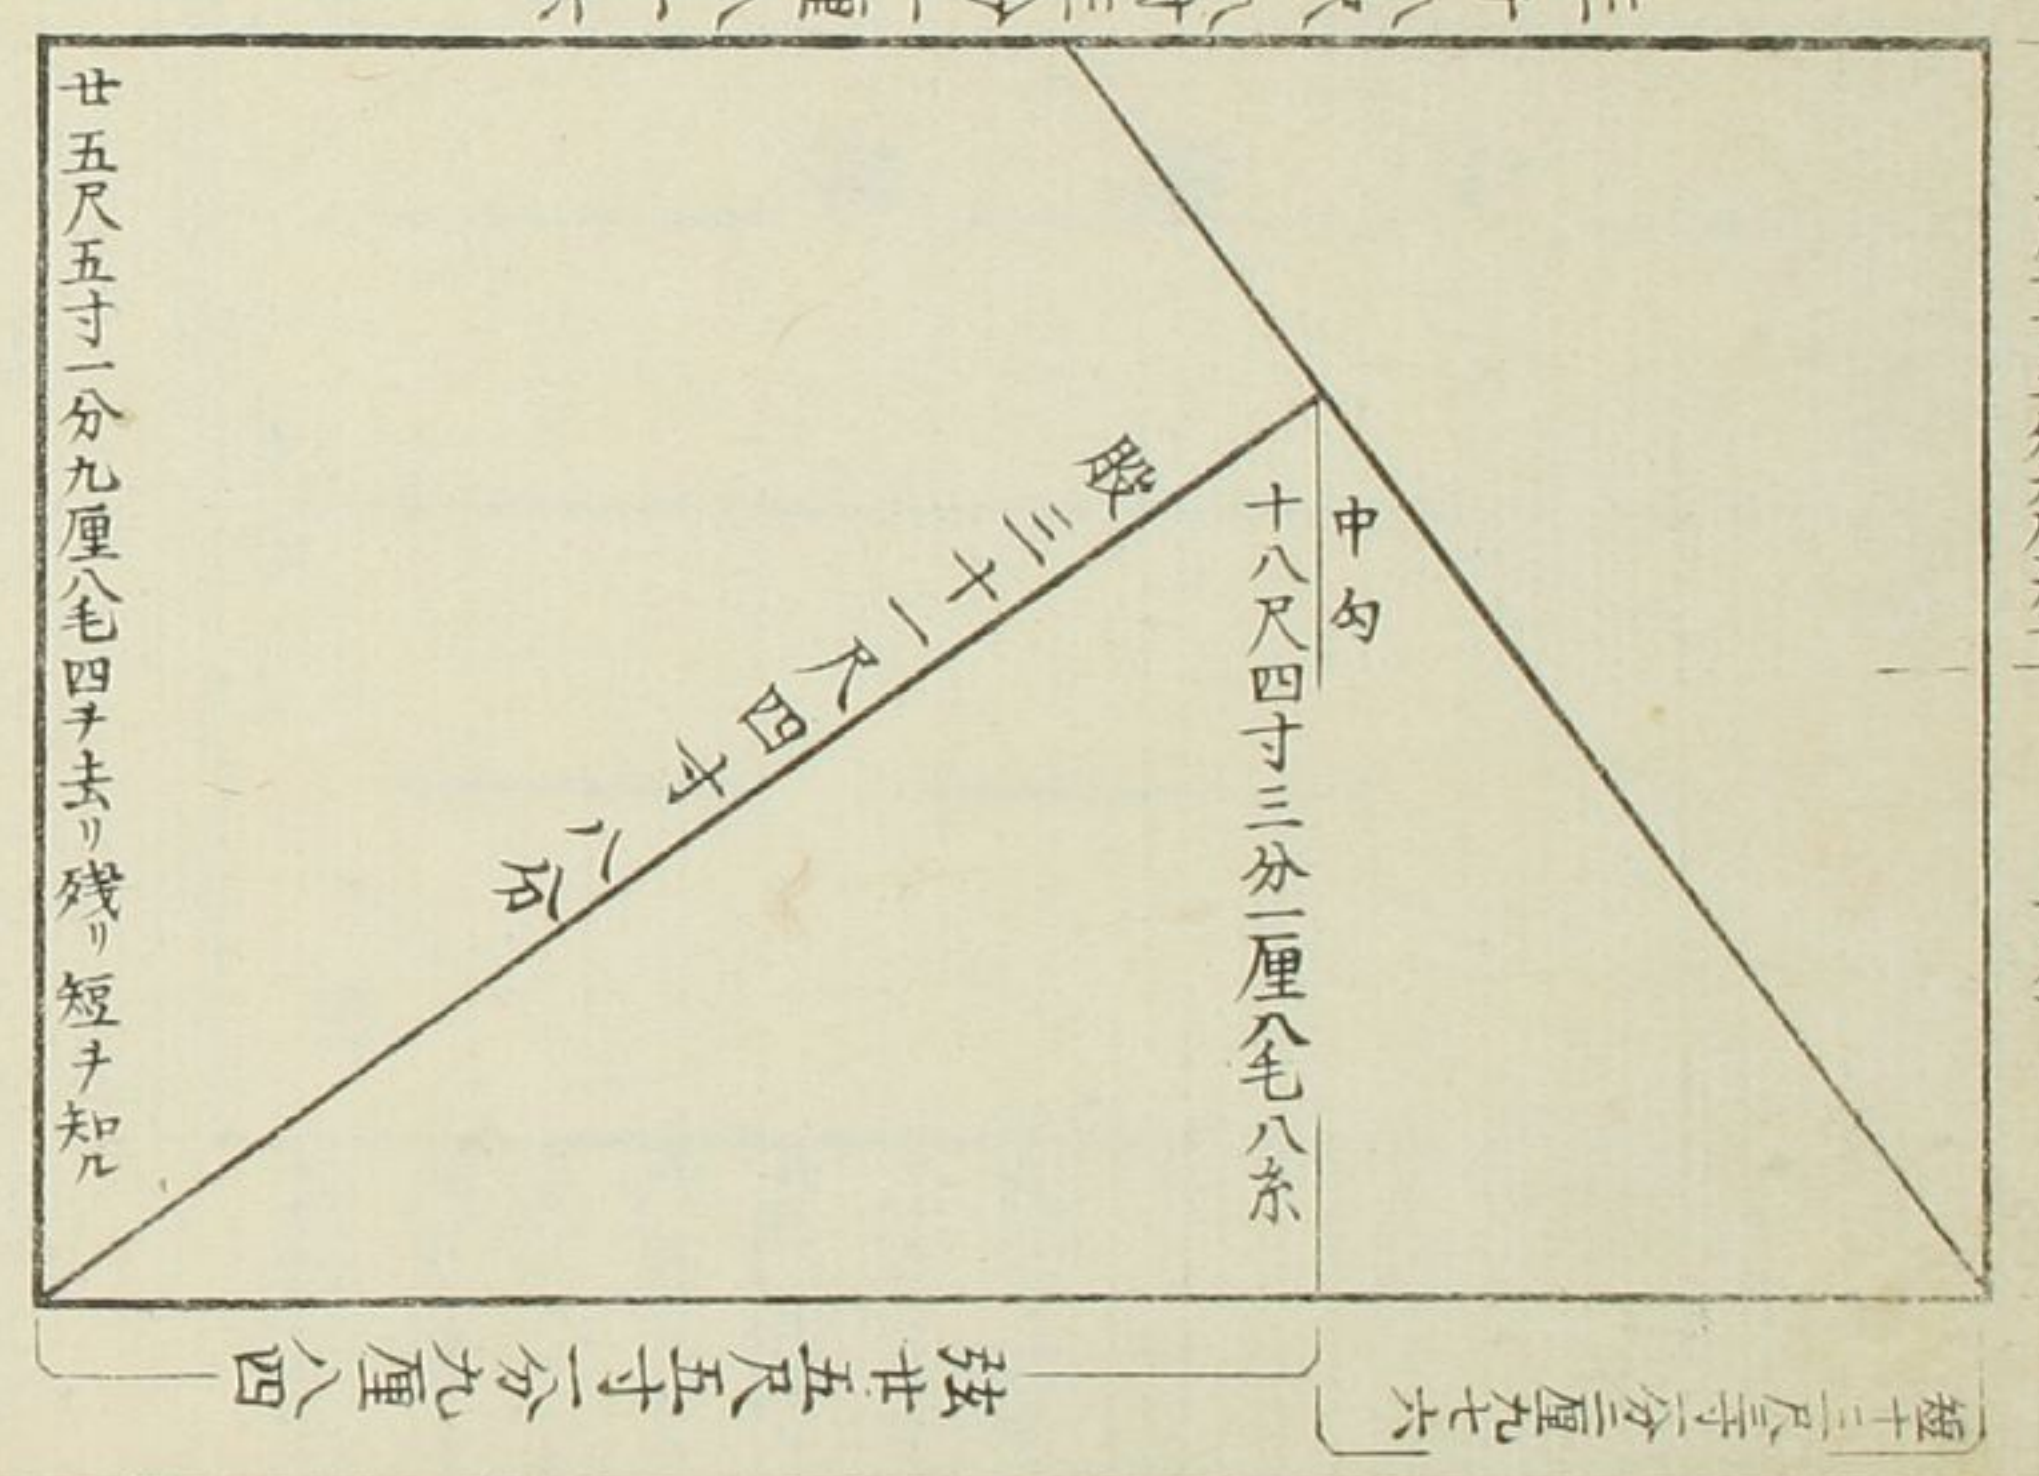 中勾
十八尺四寸三分一厘八毛八糸
股三十一尺四寸八分
廿五尺五寸一分九厘八毛四ヲ去リ残リ短ヲ知ル
弦廿五尺五寸一分九厘八四
短十三尺三寸一分三厘九七六